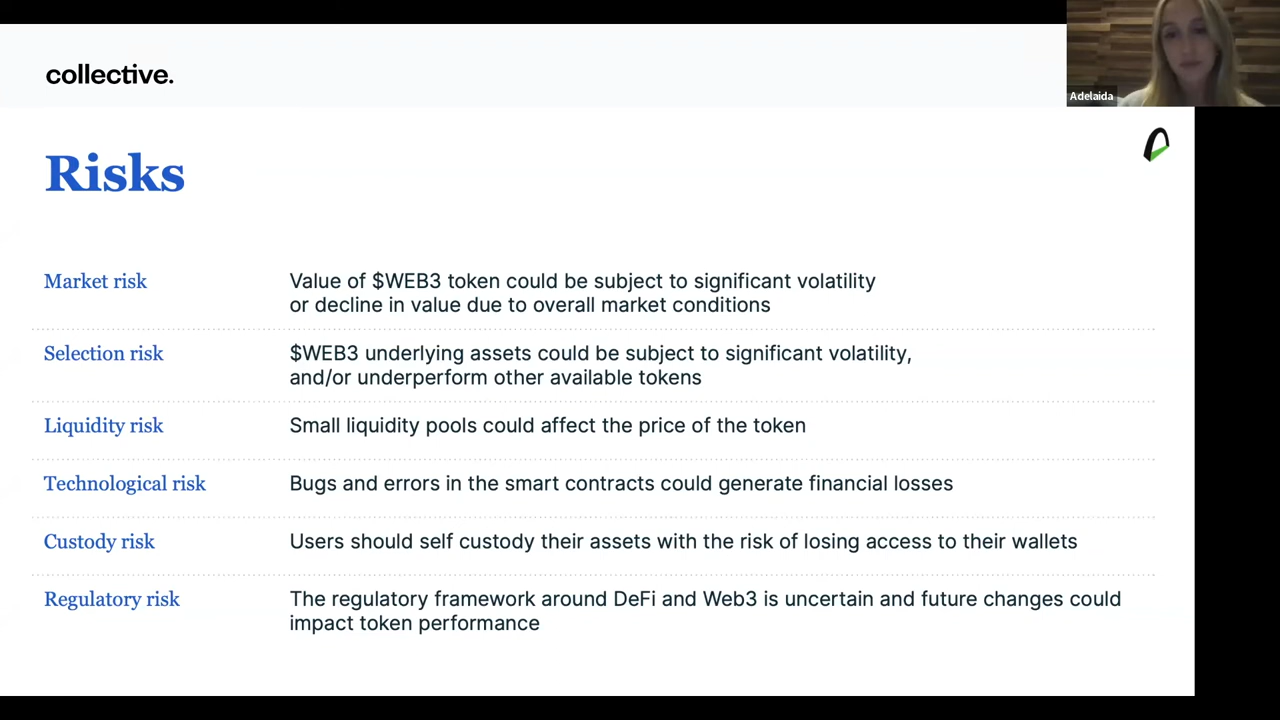 collective.
Adelaida
Risks
Market risk
Value of $WEB3 token could be subject to significant volatility
or decline in value due to overall market conditions
Selection risk
$WEB3 underlying assets could be subject to significant volatility,
and/or underperform other available tokens
Liquidity risk
Small liquidity pools could affect the price of the token
Technological risk
Bugs and errors in the smart contracts could generate financial losses
Custody risk
Users should self custody their assets with the risk of losing access to their wallets
Regulatory risk
The regulatory framework around DeFi and Web3 is uncertain and future changes could
impact token performance